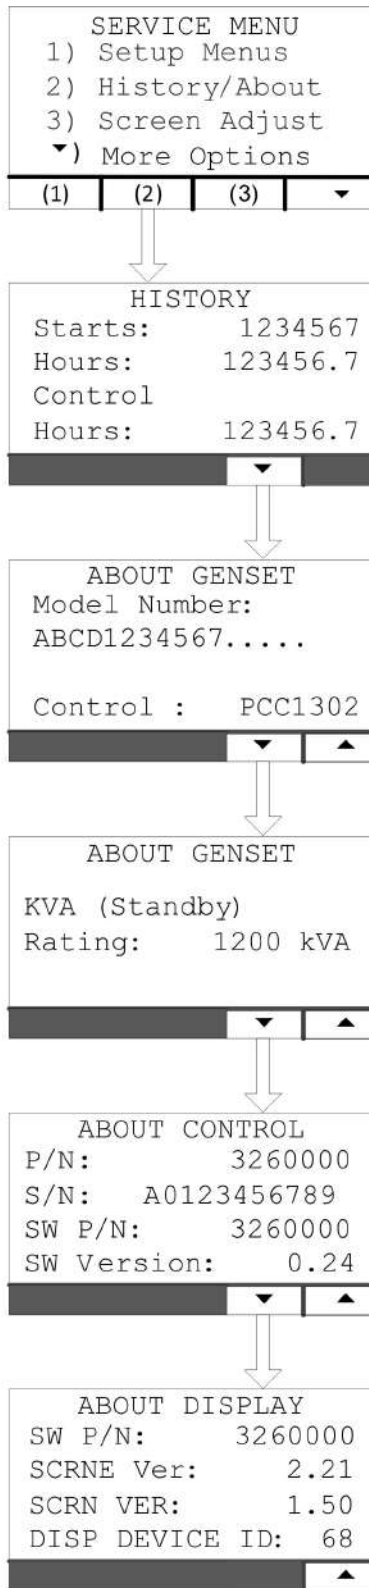 SERVICE MENU
1) Setup Menus
2) History/About
3) Screen Adjust
▼) More Options
(1) (2) (3) ▼
HISTORY
Starts: 1234567
Hours: 123456.7
Control
Hours: 123456.7
▼
ABOUT GENSET
Model Number:
ABCD1234567.....
Control : PCC1302
▼ ▲
ABOUT GENSET
KVA (Standby)
Rating: 1200 kVA
▼ ▲
ABOUT CONTROL
P/N: 3260000
S/N: A0123456789
SW P/N: 3260000
SW Version: 0.24
▼ ▲
ABOUT DISPLAY
SW P/N: 3260000
SCRNE Ver: 2.21
SCRN VER: 1.50
DISP DEVICE ID: 68
▲